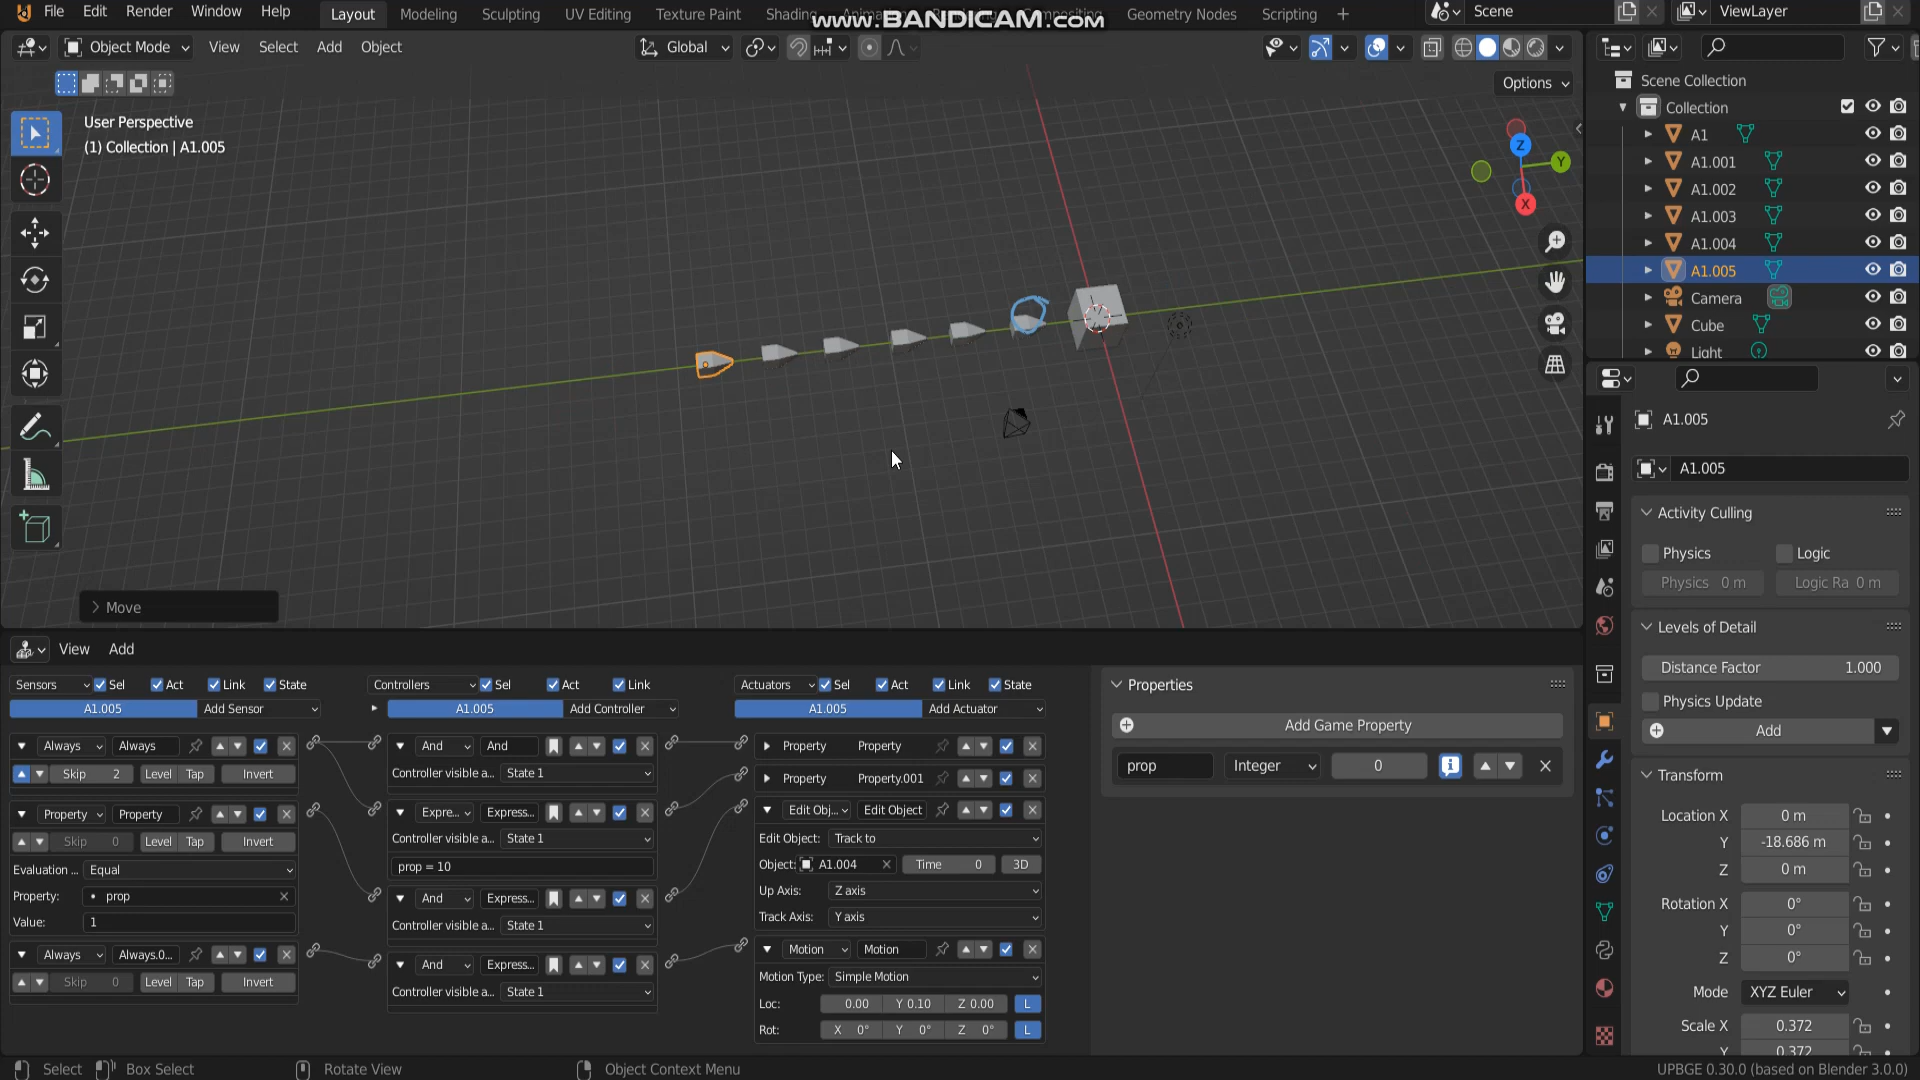 File Edit Render Window Help Layout Modeling Sculpting UV Editing Texture Paint Shading Geometry Nodes Scripting Scene ViewLayer
www.BANDICAM.com
Object Mode View Select Add Object Global
Options
User Perspective
(1) Collection | A1.005
Z
Y
X
Move
Scene Collection
Collection
A1
A1.001
A1.002
A1.003
A1.004
A1.005
Camera
Cube
Light
A1.005
A1.005
Activity Culling
Physics Logic
Physics 0 m Logic Ra 0 m
Levels of Detail
Distance Factor 1.000
Physics Update
Add
Transform
Location X 0 m
Y -18.686 m
Z 0 m
Rotation X 0°
Y 0°
Z 0°
Mode XYZ Euler
Scale X 0.372
Y 0.372
View Add
Sensors Sel Act Link State
A1.005 Add Sensor
Always Always
Skip 2 Level Tap Invert
Property Property
Skip 0 Level Tap Invert
Evaluation ... Equal
Property: prop
Value: 1
Always Always.0...
Skip 0 Level Tap Invert
Controllers Sel Act Link
A1.005 Add Controller
And And
Controller visible a... State 1
Expre... Express...
Controller visible a... State 1
prop = 10
And Express...
Controller visible a... State 1
And Express...
Controller visible a... State 1
Actuators Sel Act Link State
A1.005 Add Actuator
Property Property
Property Property.001
Edit Obj... Edit Object
Edit Object: Track to
Object: A1.004 Time 0 3D
Up Axis: Z axis
Track Axis: Y axis
Motion Motion
Motion Type: Simple Motion
Loc: 0.00 Y 0.10 Z 0.00 L
Rot: X 0° Y 0° Z 0° L
Properties
Add Game Property
prop Integer 0
Select Box Select Rotate View Object Context Menu UPBGE 0.30.0 (based on Blender 3.0.0)